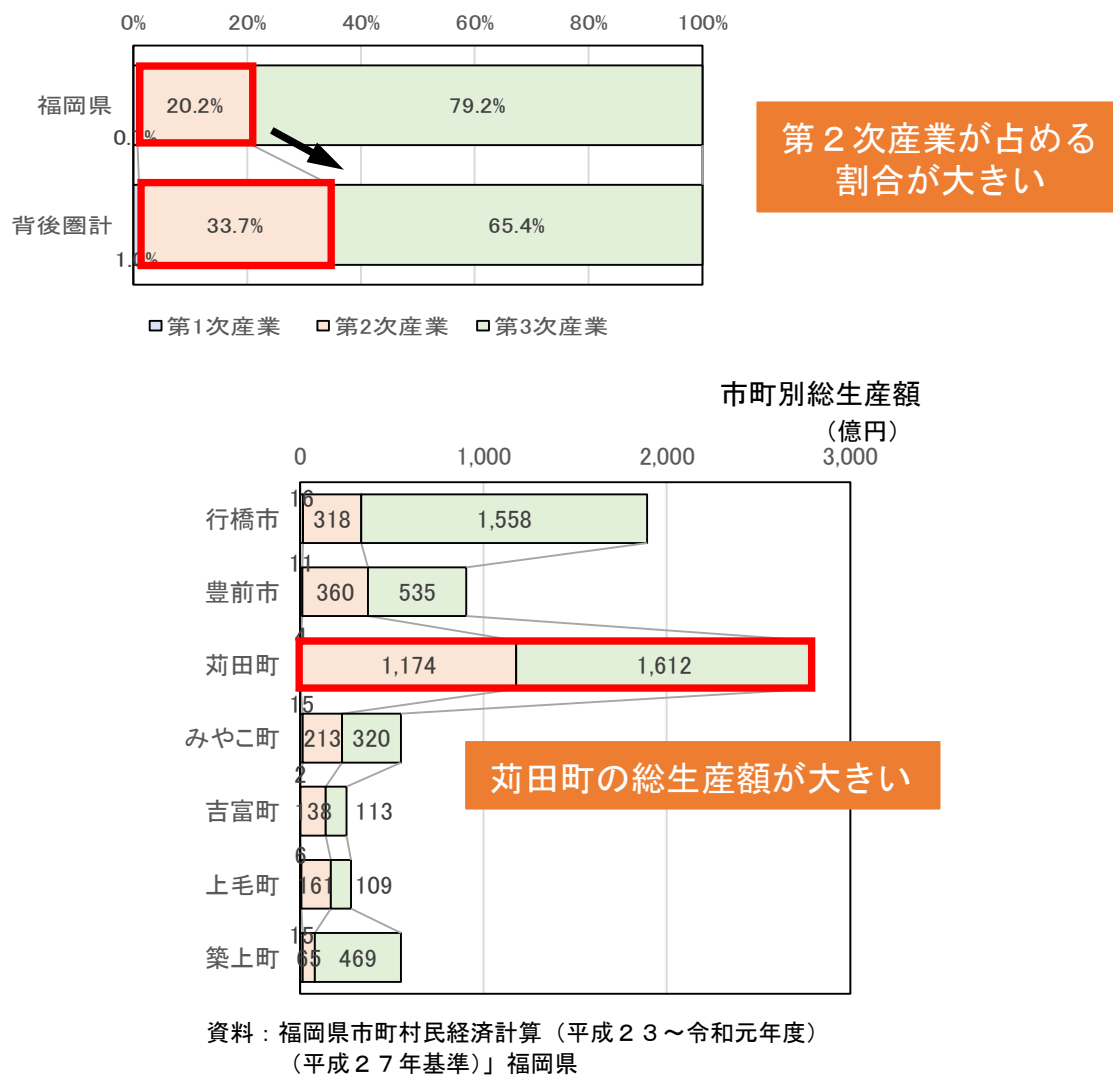 0% 20% 40% 60% 80% 100%
福岡県 20.2% 79.2%
背後圏計 33.7% 65.4%
第２次産業が占める
割合が大きい
第1次産業 第2次産業 第3次産業
市町別総生産額
（億円）
0 1,000 2,000 3,000
16
行橋市 318 1,558
11
豊前市 360 535
苅田町 1,174 1,612
15
みやこ町 213 320
苅田町の総生産額が大きい
2
吉富町 138 113
6
上毛町 161 109
15
築上町 65 469
資料：福岡県市町村民経済計算（平成２３～令和元年度）
（平成２７年基準）」福岡県